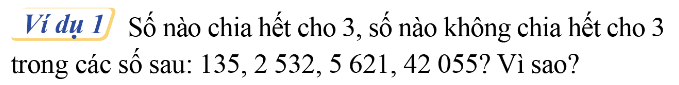 Ví dụ 1 Số nào chia hết cho 3, số nào không chia hết cho 3
trong các số sau: 135, 2 532, 5 621, 42 055? Vì sao?